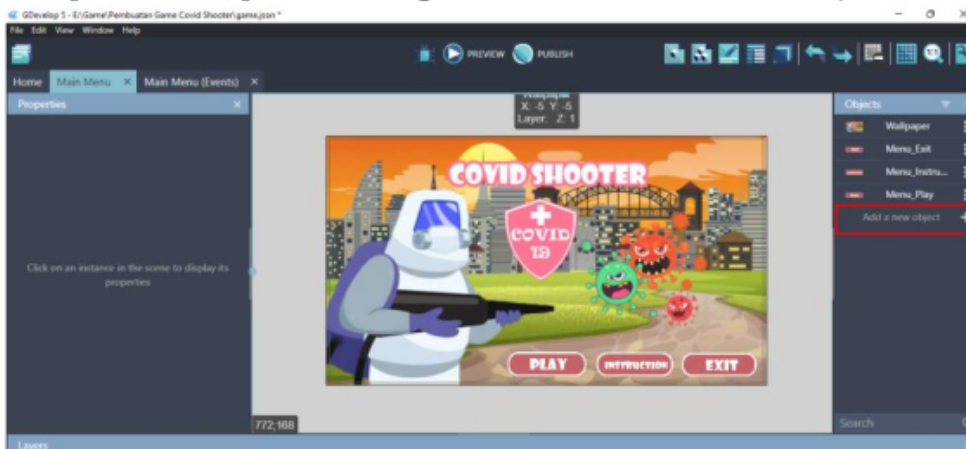 GDevelop 5 - E:\Game\Pembuatan Game Covid Shooter\game.json *
File Edit View Window Help
PREVIEW PUBLISH
Home Main Menu × Main Menu (Events) ×
Properties ×
Objects
X: -5 Y: -5
Layer: Z: 1
Wallpaper
Menu_Exit
Menu_Instru...
Menu_Play
Add a new object +
COVID SHOOTER
COVID
19
Click on an instance in the scene to display its
properties
PLAY INSTRUCTION EXIT
772;168
Search
Layers